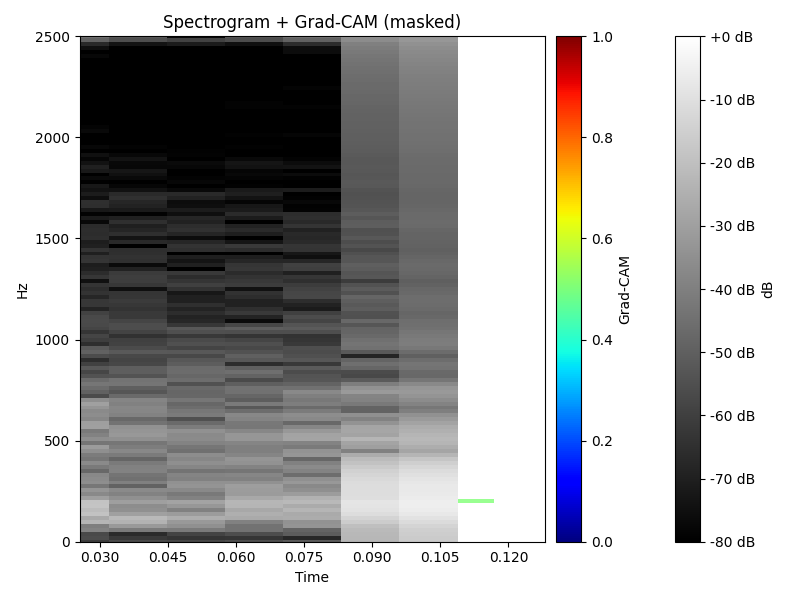 Spectrogram + Grad-CAM (masked)
2500
2000
1500
1000
500
0
Hz
0.030
0.045
0.060
0.075
0.090
0.105
0.120
Time
1.0
0.8
0.6
0.4
0.2
0.0
Grad-CAM
+0 dB
-10 dB
-20 dB
-30 dB
-40 dB
-50 dB
-60 dB
-70 dB
-80 dB
dB